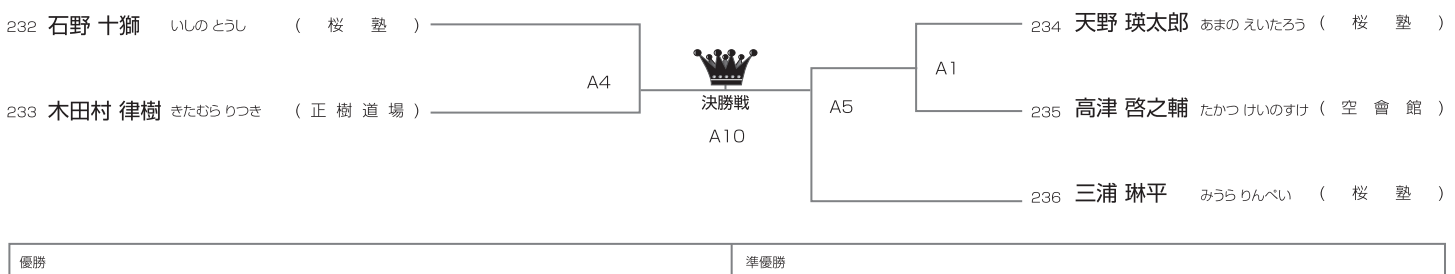 232 石野 十獅 いしの とうし ( 桜 塾 )
A4
233 木田村 律樹 きたむら りつき ( 正 樹 道 場 )
決勝戦
A10
234 天野 瑛太郎 あまの えいたろう ( 桜 塾 )
A1
235 高津 啓之輔 たかつ けいのすけ ( 空 會 館 )
A5
236 三浦 琳平 みうら りんぺい ( 桜 塾 )
優勝
準優勝